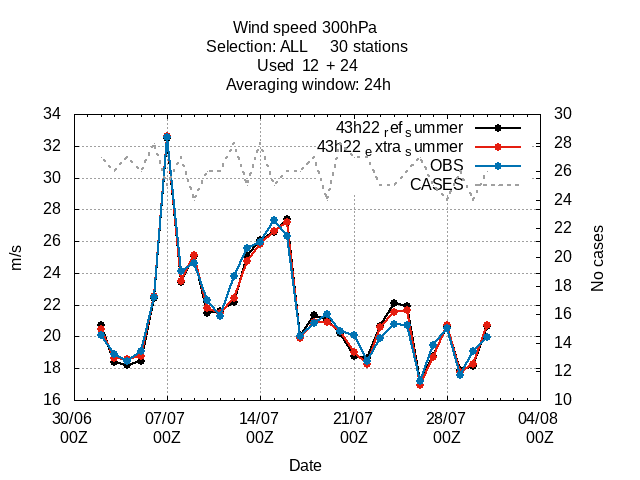 Wind speed 300hPa
Selection: ALL 30 stations
Used 12 + 24
Averaging window: 24h
34
32
30
28
26
24
22
20
18
16
m/s
30
28
26
24
22
20
18
16
14
12
10
No cases
43h22 ref summer
43h22 extra summer
OBS
CASES
30/06 07/07 14/07 21/07 28/07 04/08
00Z 00Z 00Z 00Z 00Z 00Z
Date